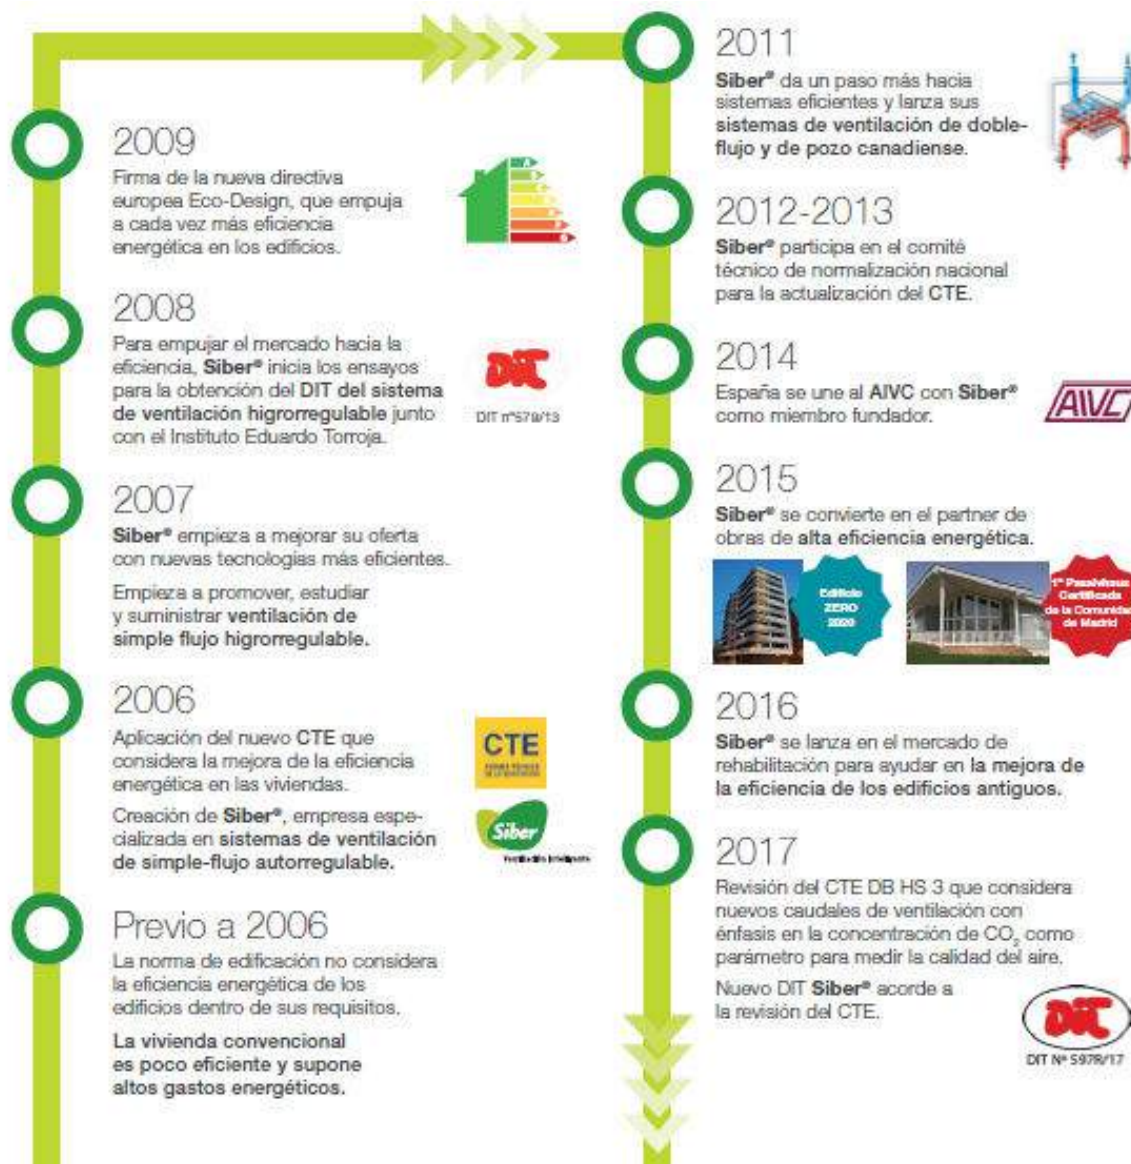 2009
Firma de la nueva directiva
europea Eco-Design, que empuja
a cada vez más eficiencia
energética en los edificios.
2008
Para empujar el mercado hacia la
eficiencia, Siber® inicia los ensayos
para la obtención del DIT del sistema
de ventilación higrorregulable junto
con el Instituto Eduardo Torroja.
DIT
2007
Siber® empieza a mejorar su oferta
con nuevas tecnologías más eficientes.
Empieza a promover, estudiar
y suministrar ventilación de
simple flujo higrorregulable.
2006
Aplicación del nuevo CTE que
considera la mejora de la eficiencia
energética en las viviendas.
CTE
Creación de Siber®, empresa espe-
cializada en sistemas de ventilación
de simple-flujo autorregulable.
Siber
Ventilación Inteligente
Previo a 2006
La norma de edificación no considera
la eficiencia energética de los
edificios dentro de sus requisitos.
La vivienda convencional
es poco eficiente y supone
altos gastos energéticos.
2011
Siber® da un paso más hacia
sistemas eficientes y lanza sus
sistemas de ventilación de doble-
flujo y de pozo canadiense.
2012-2013
Siber® participa en el comité
técnico de normalización nacional
para la actualización del CTE.
2014
España se une al AIVC con Siber®
como miembro fundador.
AIVC
2015
Siber® se convierte en el partner de
obras de alta eficiencia energética.
Edificio
ZERO
2020
1ª Passivhaus
Certificada
de la Comunidad
de Madrid
2016
Siber® se lanza en el mercado de
rehabilitación para ayudar en la mejora de
la eficiencia de los edificios antiguos.
2017
Revisión del CTE DB HS 3 que considera
nuevos caudales de ventilación con
énfasis en la concentración de CO₂ como
parámetro para medir la calidad del aire.
Nuevo DIT Siber® acorde a
la revisión del CTE.
DIT
DIT Nº 597R/17